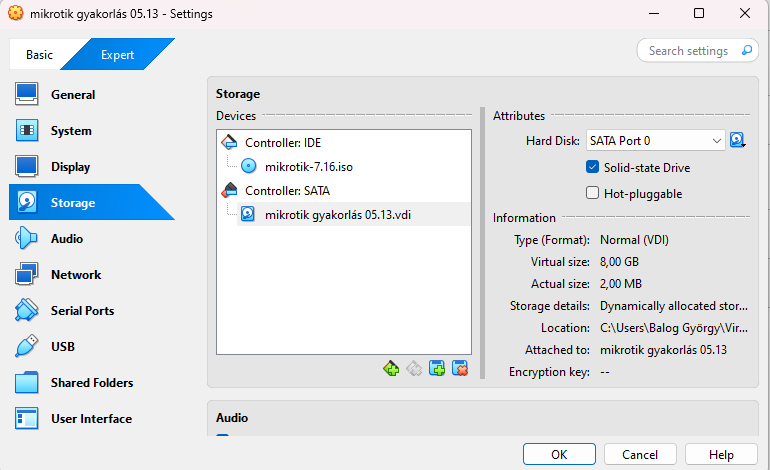 mikrotik gyakorlás 05.13 - Settings
Basic Expert
Search settings
General
System
Display
Storage
Audio
Network
Serial Ports
USB
Shared Folders
User Interface
Storage
Devices
Controller: IDE
mikrotik-7.16.iso
Controller: SATA
mikrotik gyakorlás 05.13.vdi
Attributes
Hard Disk: SATA Port 0
Solid-state Drive
Hot-pluggable
Information
Type (Format): Normal (VDI)
Virtual size: 8,00 GB
Actual size: 2,00 MB
Storage details: Dynamically allocated stor...
Location: C:\Users\Balog György\Vir...
Attached to: mikrotik gyakorlás 05.13
Encryption key: --
Audio
OK Cancel Help